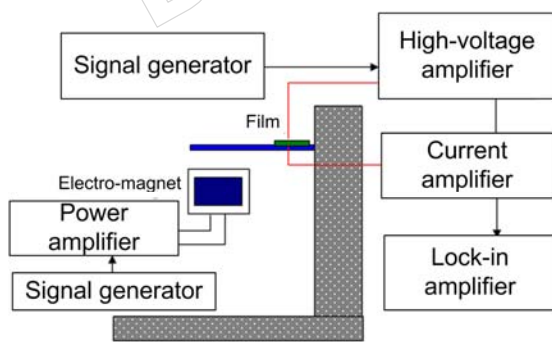 Signal generator
High-voltage
amplifier
Film
Current
amplifier
Electro-magnet
Power
amplifier
Lock-in
amplifier
Signal generator